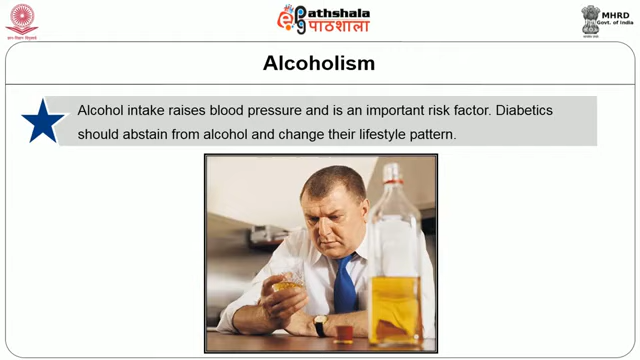 Pathshala
पाठशाला
MHRD
Govt. of India
Alcoholism
Alcohol intake raises blood pressure and is an important risk factor. Diabetics
should abstain from alcohol and change their lifestyle pattern.